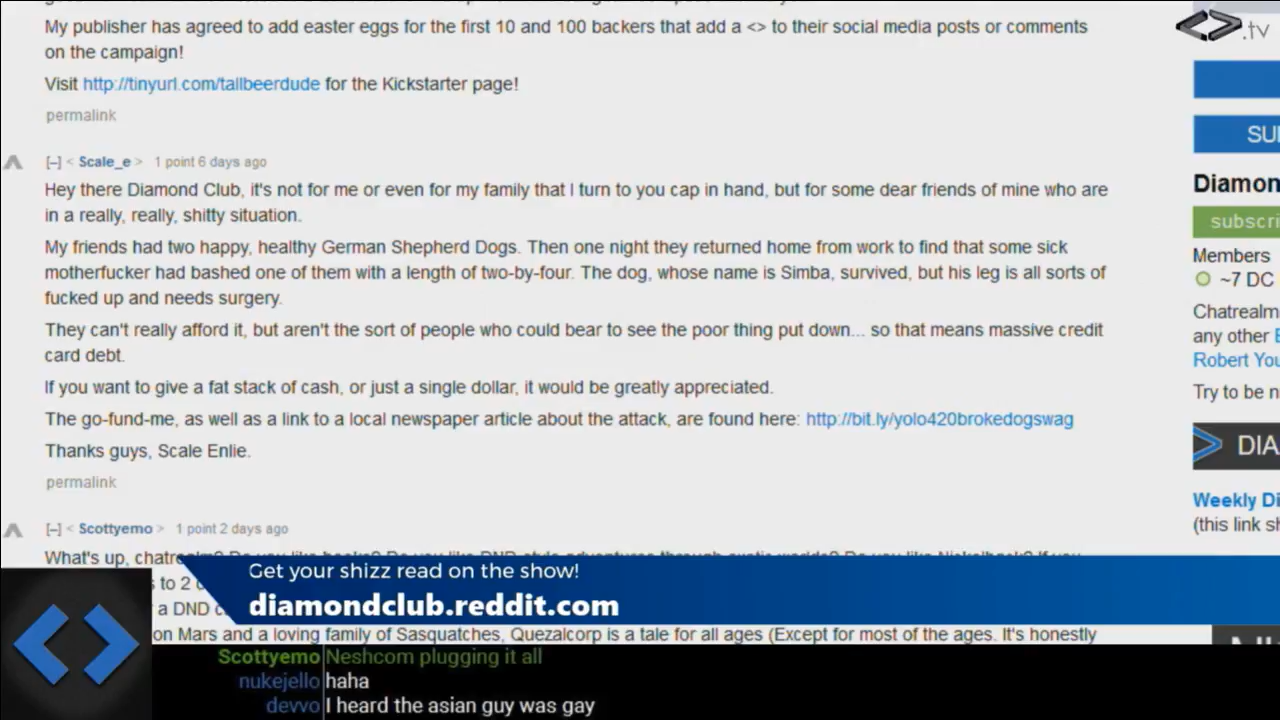 My publisher has agreed to add easter eggs for the first 10 and 100 backers that add a <> to their social media posts or comments
on the campaign!
Visit http://tinyurl.com/tallbeerdude for the Kickstarter page!
permalink
[–] < Scale_e > 1 point 6 days ago
Hey there Diamond Club, it's not for me or even for my family that I turn to you cap in hand, but for some dear friends of mine who are
in a really, really, shitty situation.
My friends had two happy, healthy German Shepherd Dogs. Then one night they returned home from work to find that some sick
motherfucker had bashed one of them with a length of two-by-four. The dog, whose name is Simba, survived, but his leg is all sorts of
fucked up and needs surgery.
They can't really afford it, but aren't the sort of people who could bear to see the poor thing put down... so that means massive credit
card debt.
If you want to give a fat stack of cash, or just a single dollar, it would be greatly appreciated.
The go-fund-me, as well as a link to a local newspaper article about the attack, are found here: http://bit.ly/yolo420brokedogswag
Thanks guys, Scale Enlie.
permalink
[–] < Scottyemo > 1 point 2 days ago
What's up,
s to 2
a DND
on Mars and a loving family of Sasquatches, Quezalcorp is a tale for all ages (Except for most of the ages. It's honestly
<>.tv
SU
Diamon
subscri
Members
~7 DC
Chatrealm
any other
Robert You
Try to be n
> DIA
Weekly Di
(this link sh
Get your shizz read on the show!
diamondclub.reddit.com
Scottyemo Neshcom plugging it all
nukejello haha
devvo I heard the asian guy was gay